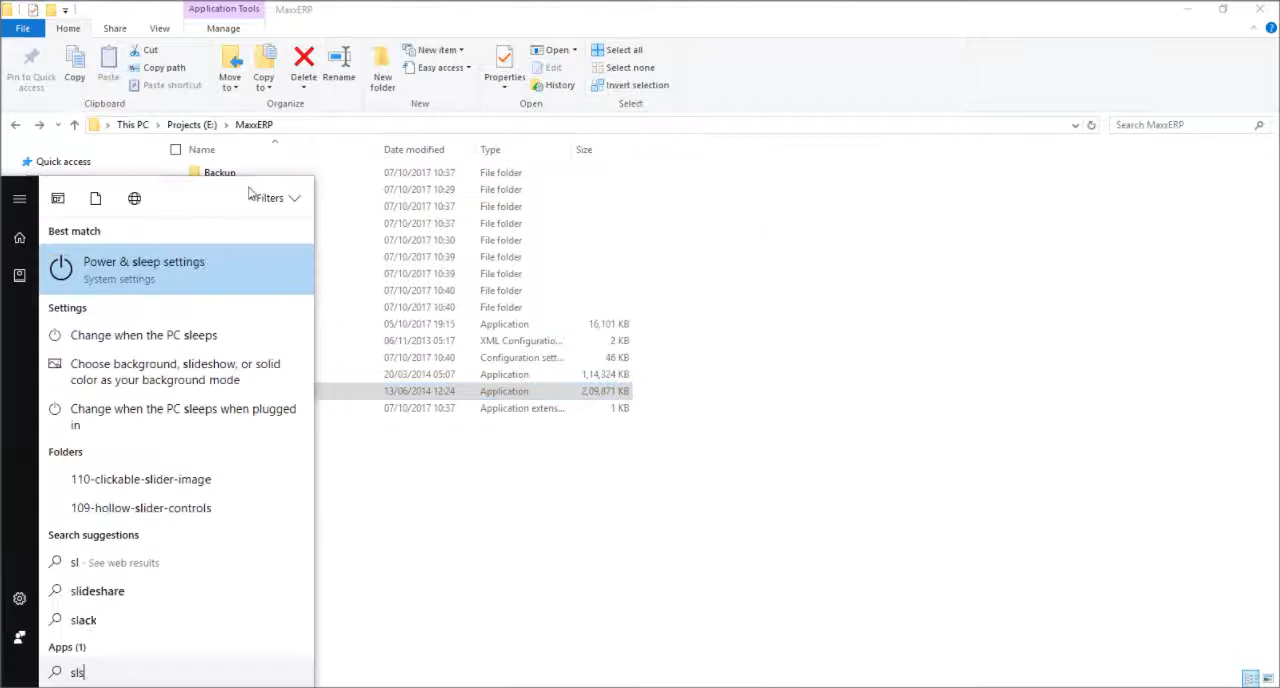 Application Tools
MaxxERP
File
Home
Share
View
Manage
Pin to Quick access
Copy
Paste
Cut
Copy path
Paste shortcut
Clipboard
Move to
Copy to
Delete
Rename
Organize
New folder
New item
Easy access
New
Properties
Open
Edit
History
Open
Select all
Select none
Invert selection
Select
This PC > Projects (E:) > MaxxERP
Search MaxxERP
Quick access
Name
Date modified
Type
Size
Backup
07/10/2017 10:37 File folder
07/10/2017 10:29 File folder
07/10/2017 10:37 File folder
07/10/2017 10:37 File folder
07/10/2017 10:30 File folder
07/10/2017 10:39 File folder
07/10/2017 10:39 File folder
07/10/2017 10:40 File folder
07/10/2017 10:40 File folder
05/10/2017 19:15 Application 16,101 KB
06/11/2013 05:17 XML Configuratio... 2 KB
07/10/2017 10:40 Configuration sett... 46 KB
20/03/2014 05:07 Application 1,14,324 KB
13/06/2014 12:24 Application 2,09,871 KB
07/10/2017 10:37 Application extens... 1 KB
Filters
Best match
Power & sleep settings
System settings
Settings
Change when the PC sleeps
Choose background, slideshow, or solid
color as your background mode
Change when the PC sleeps when plugged
in
Folders
110-clickable-slider-image
109-hollow-slider-controls
Search suggestions
sl - See web results
slideshare
slack
Apps (1)
sls